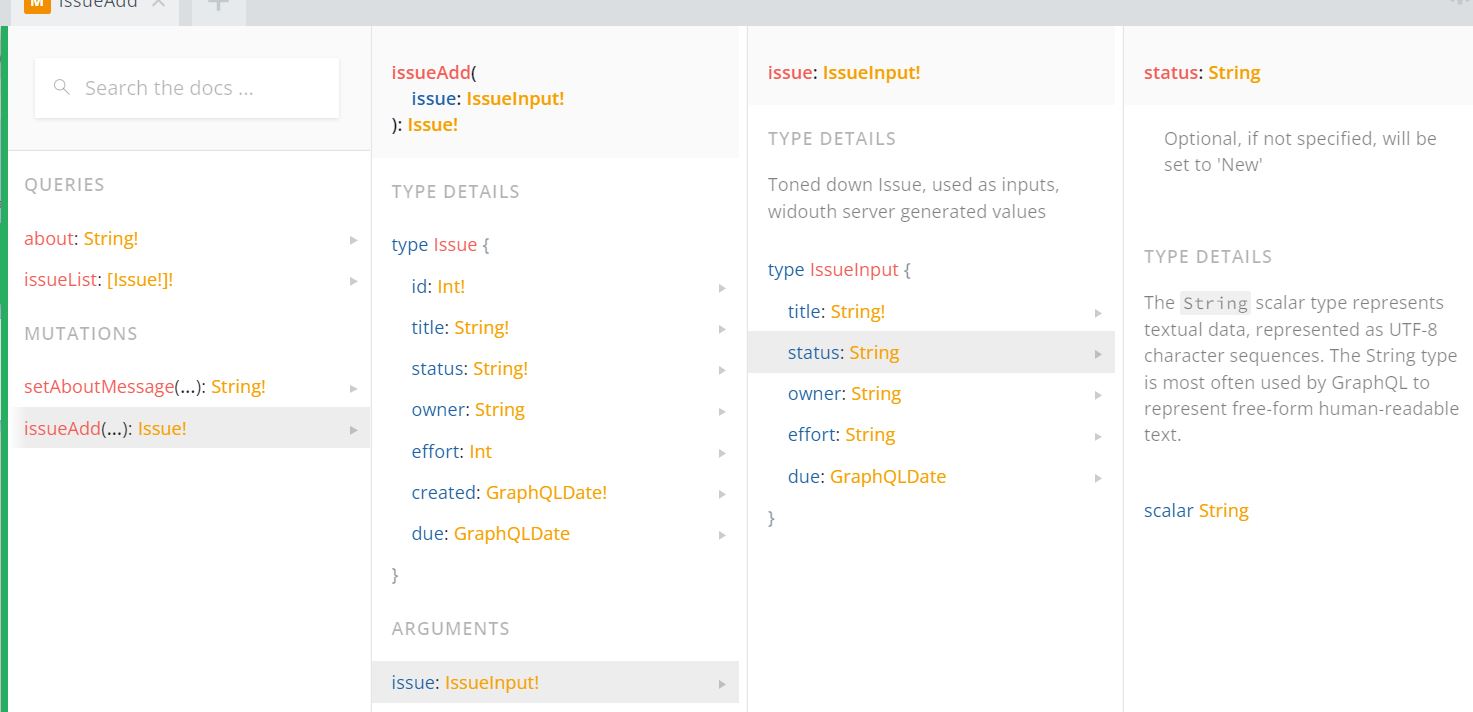 M issueAdd
Search the docs ...
QUERIES
about: String!
issueList: [Issue!]!
MUTATIONS
setAboutMessage(...): String!
issueAdd(...): Issue!
issueAdd(
issue: IssueInput!
): Issue!
TYPE DETAILS
type Issue {
id: Int!
title: String!
status: String!
owner: String
effort: Int
created: GraphQLDate!
due: GraphQLDate
}
ARGUMENTS
issue: IssueInput!
issue: IssueInput!
TYPE DETAILS
Toned down Issue, used as inputs,
widouth server generated values
type IssueInput {
title: String!
status: String
owner: String
effort: String
due: GraphQLDate
}
status: String
Optional, if not specified, will be
set to 'New'
TYPE DETAILS
The String scalar type represents
textual data, represented as UTF-8
character sequences. The String type
is most often used by GraphQL to
represent free-form human-readable
text.
scalar String